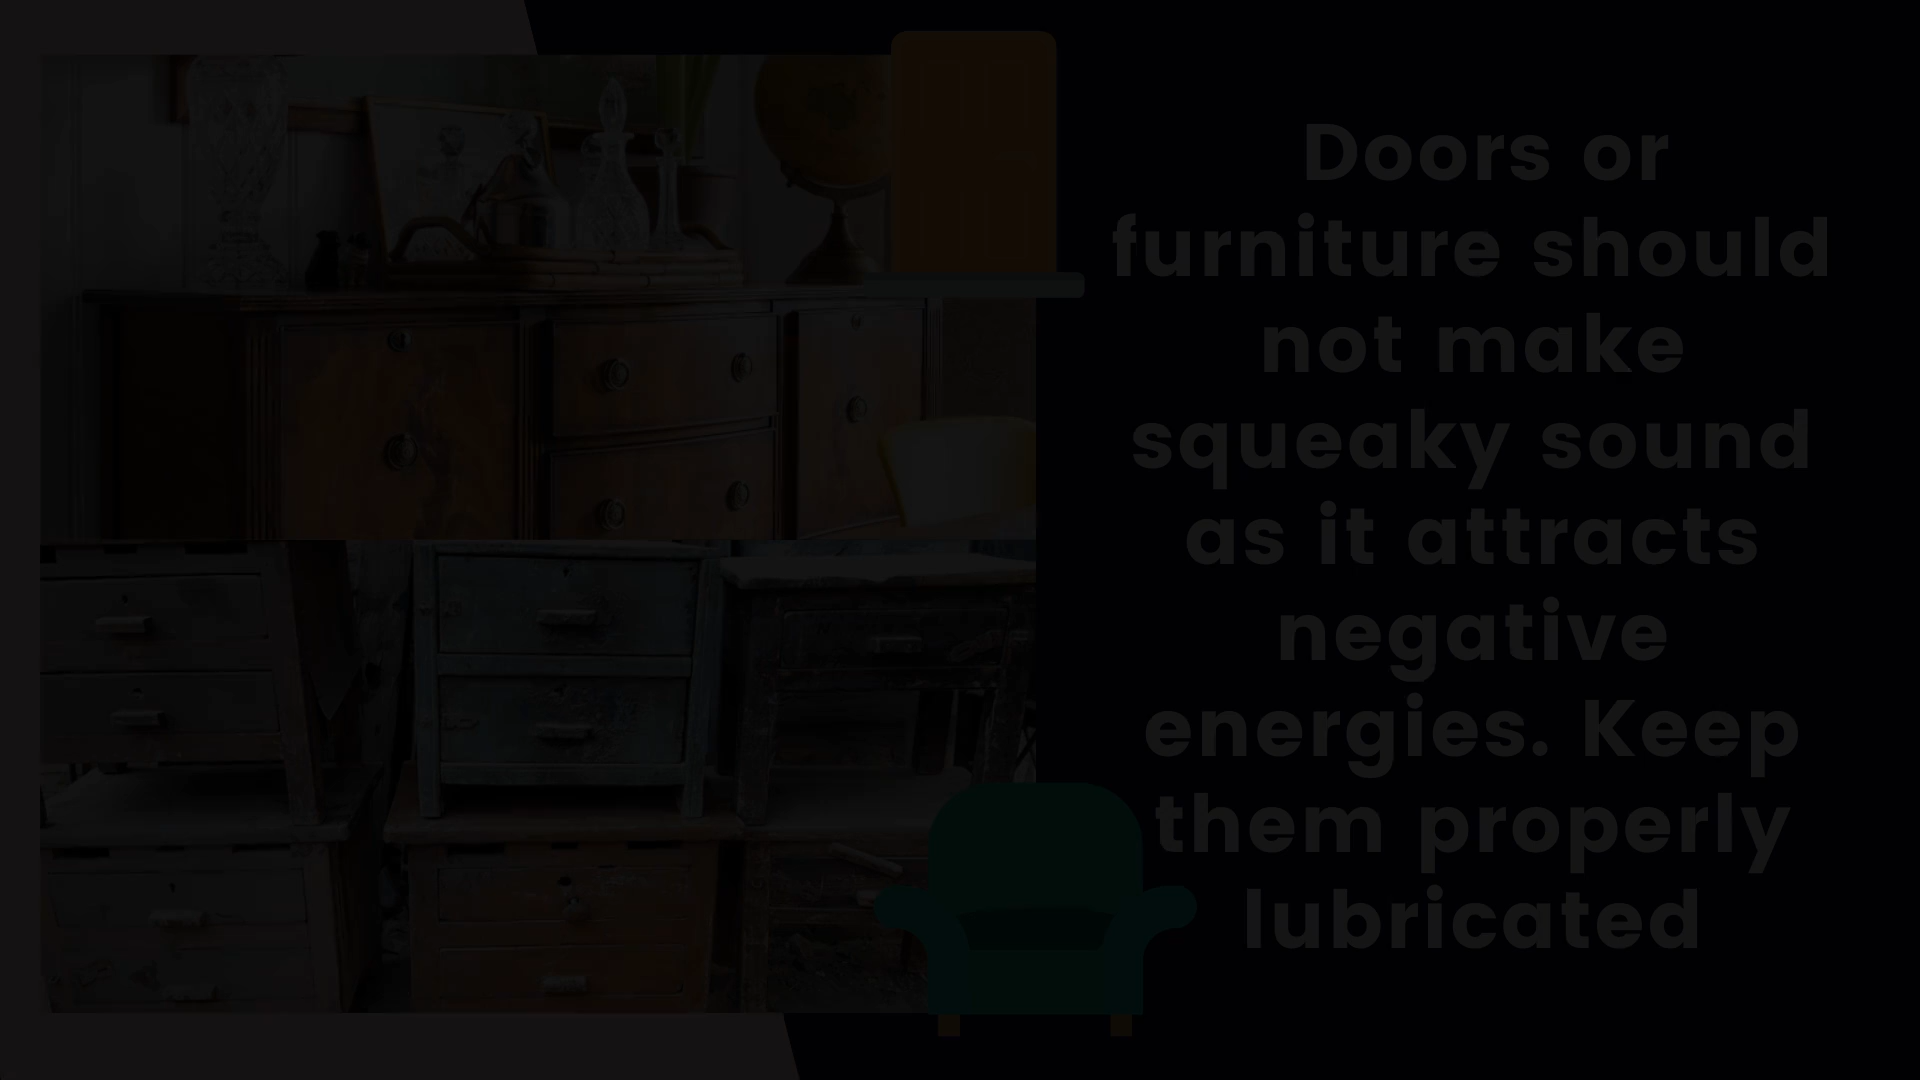 Doors or
furniture should
not make
squeaky sound
as it attracts
negative
energies. Keep
them properly
lubricated